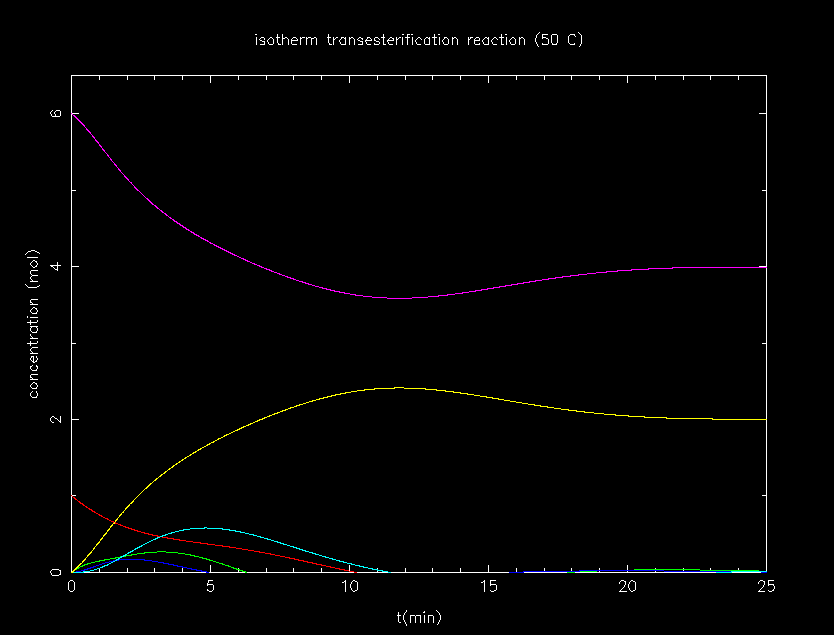 isotherm transesterification reaction (50 C)
6
4
2
0
concentration (mol)
0 5 10 15 20 25
t(min)